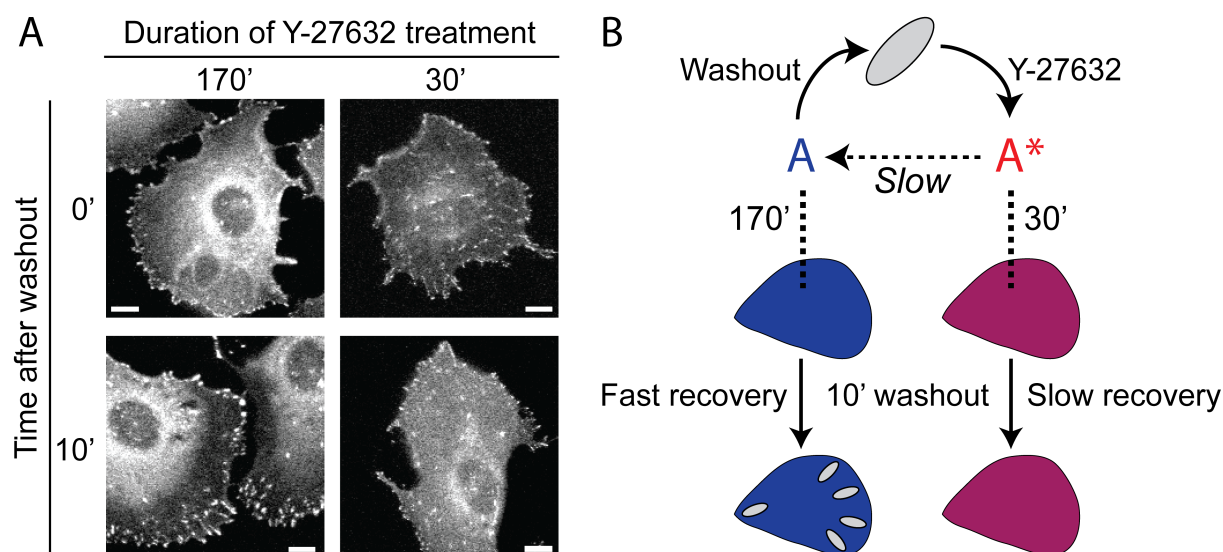 A
Duration of Y-27632 treatment
170’
30’
Time after washout
0’
10’
B
Washout
Y-27632
A
A*
Slow
170’
30’
Fast recovery
10’ washout
Slow recovery